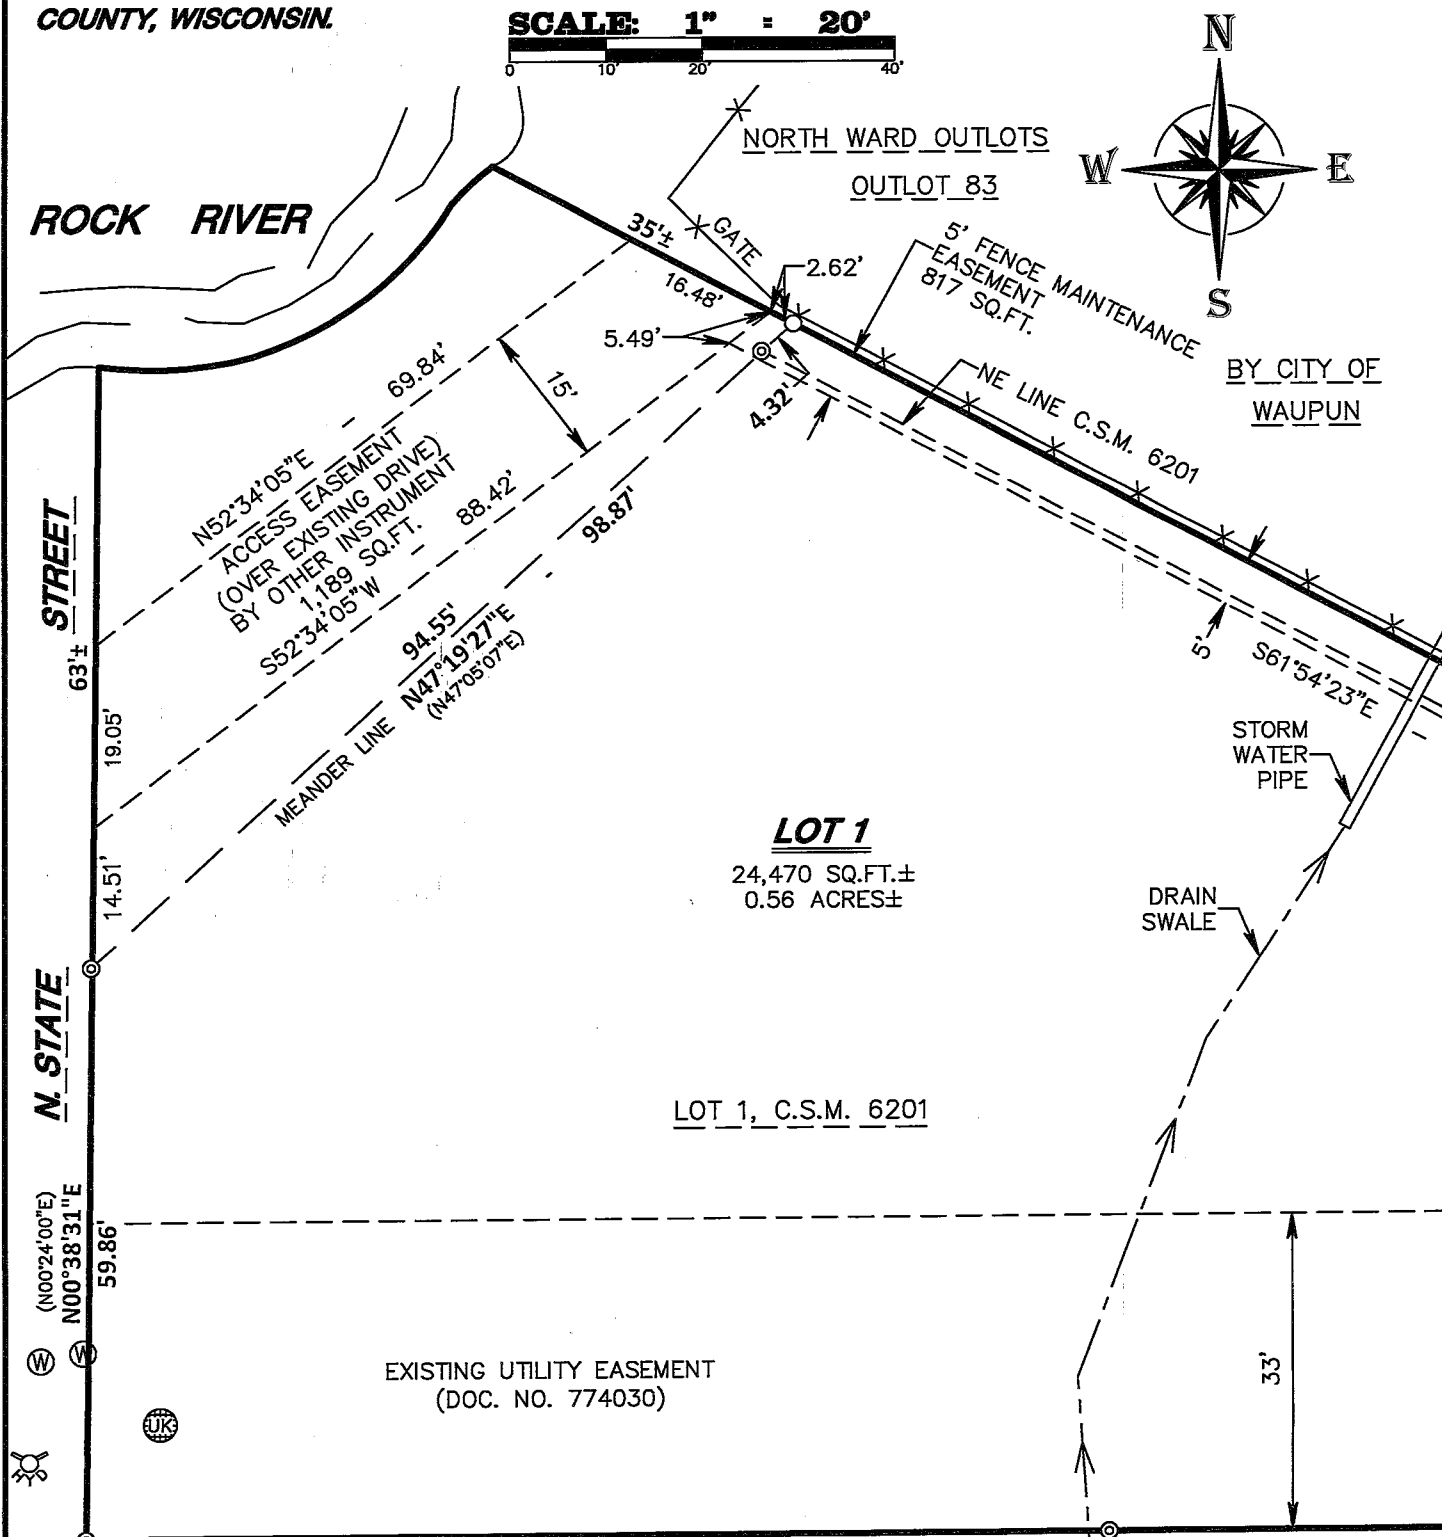 COUNTY, WISCONSIN.
SCALE: 1" = 20'
0 10' 20' 40'
N
W E
S
NORTH WARD OUTLOTS
OUTLOT 83
ROCK RIVER
35'±
GATE
16.48'
2.62'
5.49'
5' FENCE MAINTENANCE
EASEMENT
817 SQ.FT.
BY CITY OF
WAUPUN
NE LINE C.S.M. 6201
4.32'
15'
N52°34'05"E 69.84'
ACCESS EASEMENT
(OVER EXISTING DRIVE)
BY OTHER INSTRUMENT
1,189 SQ.FT.
S52°34'05"W 88.42'
98.87'
94.55'
MEANDER LINE N47°19'27"E
(N47°05'07"E)
5'
S61°54'23"E
STORM
WATER
PIPE
DRAIN
SWALE
N. STATE STREET
63'±
19.05'
14.51'
LOT 1
24,470 SQ.FT.±
0.56 ACRES±
LOT 1, C.S.M. 6201
(N00°24'00"E)
N00°38'31"E
59.86'
EXISTING UTILITY EASEMENT
(DOC. NO. 774030)
33'
W W
UK
HYD